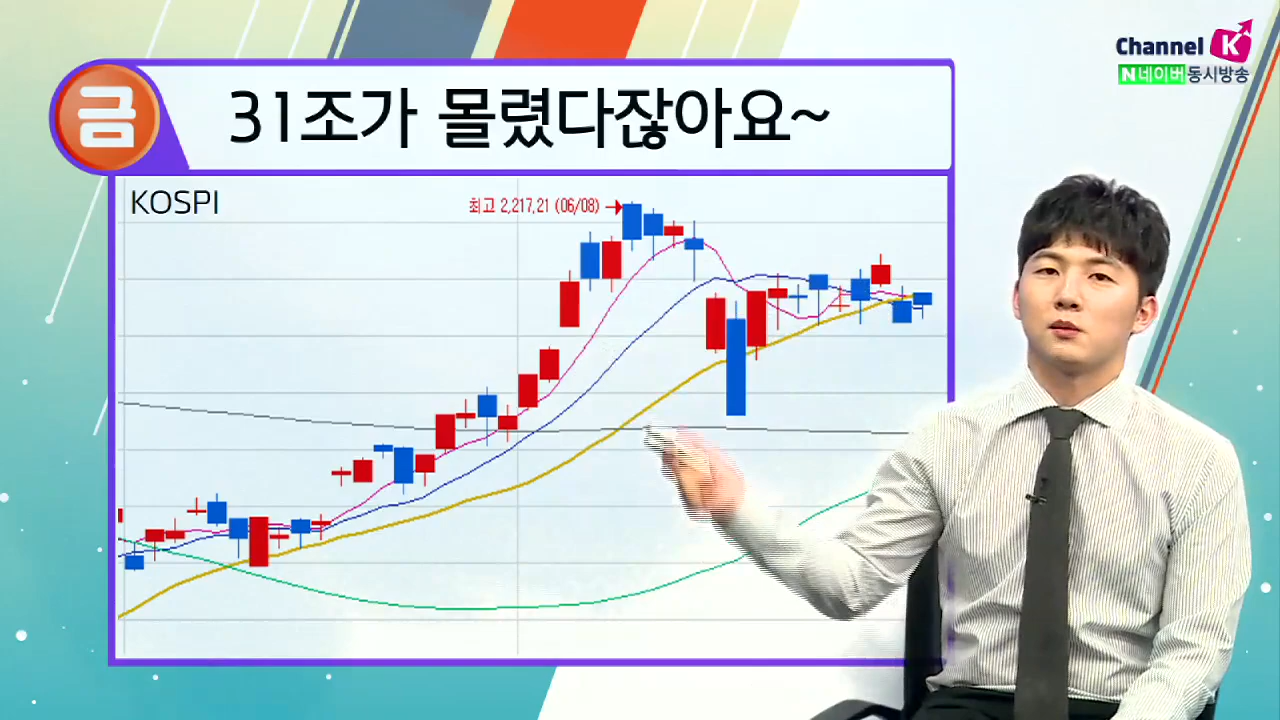 Channel K
N 네이버 동시방송
금
31조가 몰렸다잖아요~
KOSPI
최고 2,217,21 (06/08)